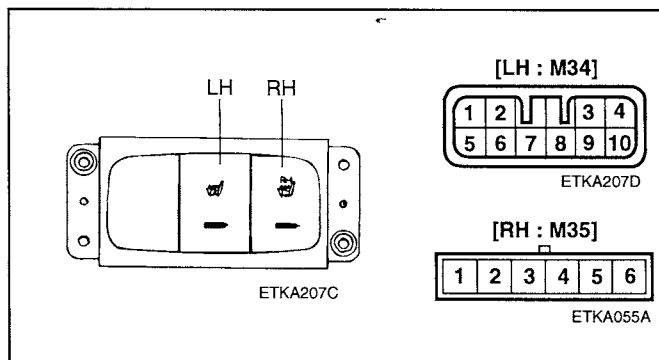 LH RH
ETKA207C
[LH : M34]
1 2 3 4
5 6 7 8 9 10
ETKA207D
[RH : M35]
1 2 3 4 5 6
ETKA055A